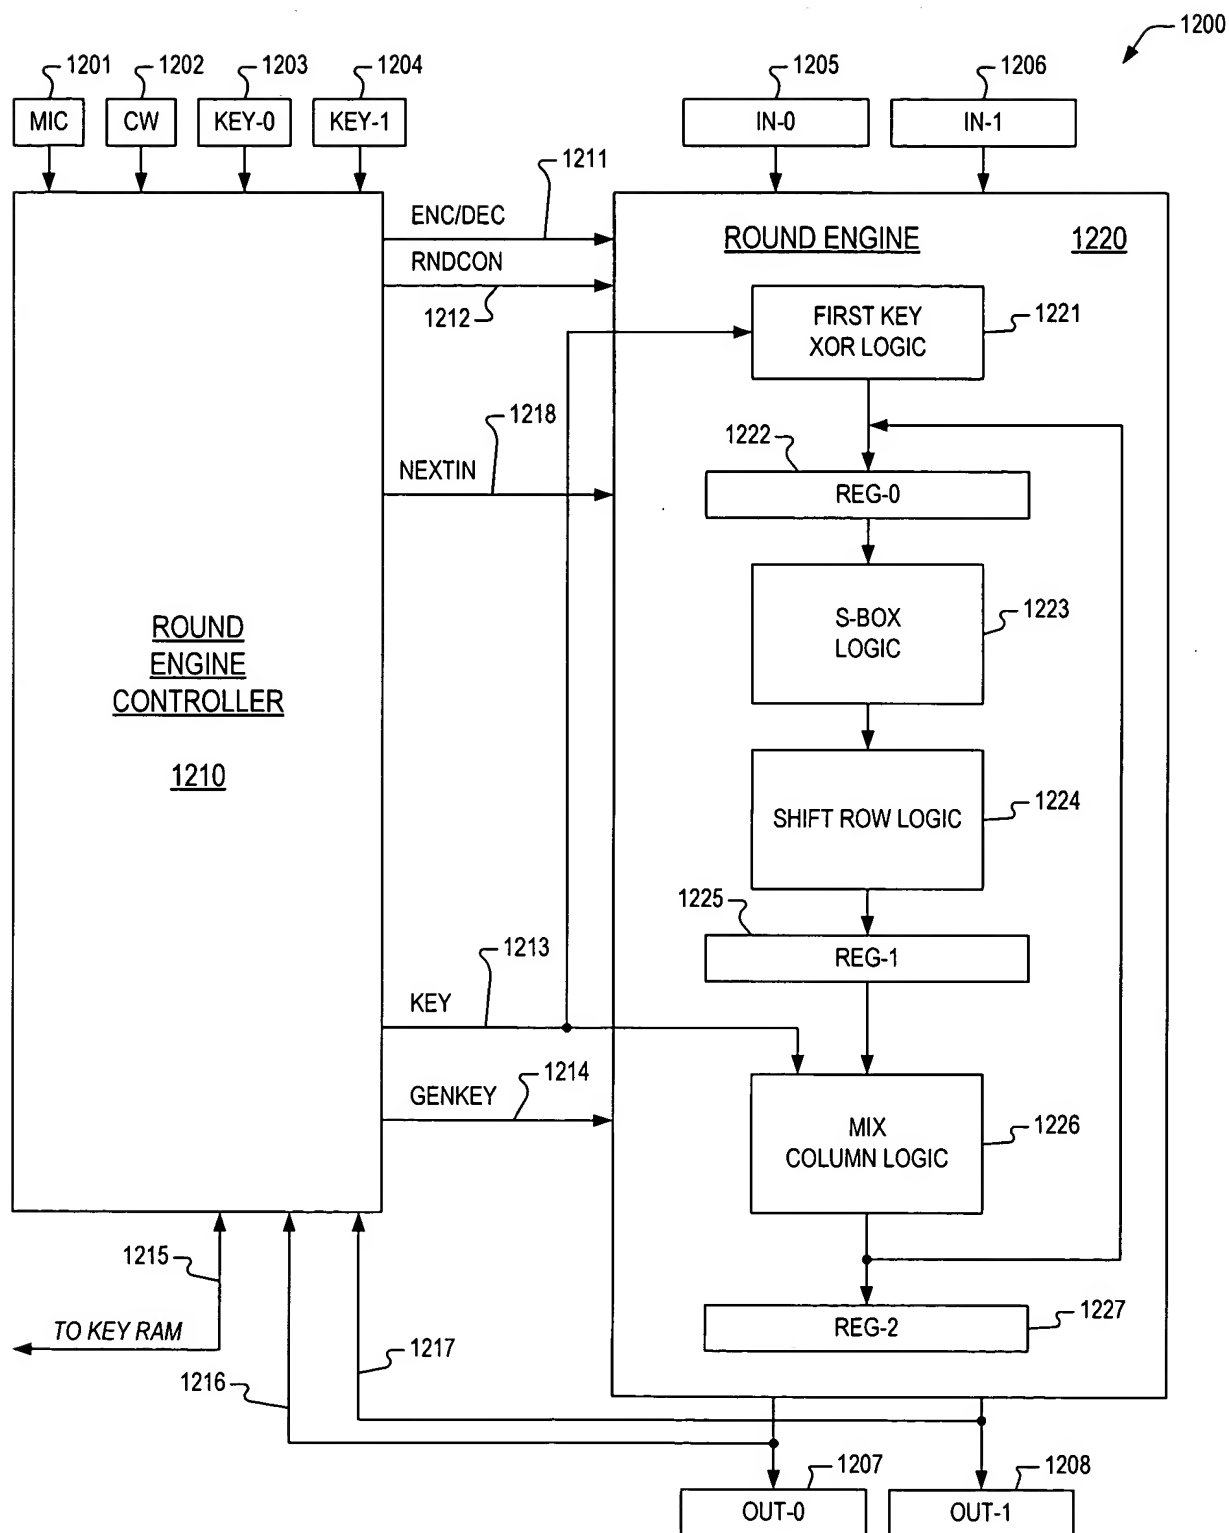 1200
1201
1202
1203
1204
1205
1206
MIC
CW
KEY-0
KEY-1
IN-0
IN-1
1211
ENC/DEC
RNDCON
1212
ROUND ENGINE
1220
FIRST KEY
XOR LOGIC
1221
1218
NEXTIN
1222
REG-0
S-BOX
LOGIC
1223
ROUND
ENGINE
CONTROLLER
1210
SHIFT ROW LOGIC
1224
1225
REG-1
1213
KEY
1214
GENKEY
MIX
COLUMN LOGIC
1226
1215
TO KEY RAM
1217
1216
REG-2
1227
1207
1208
OUT-0
OUT-1